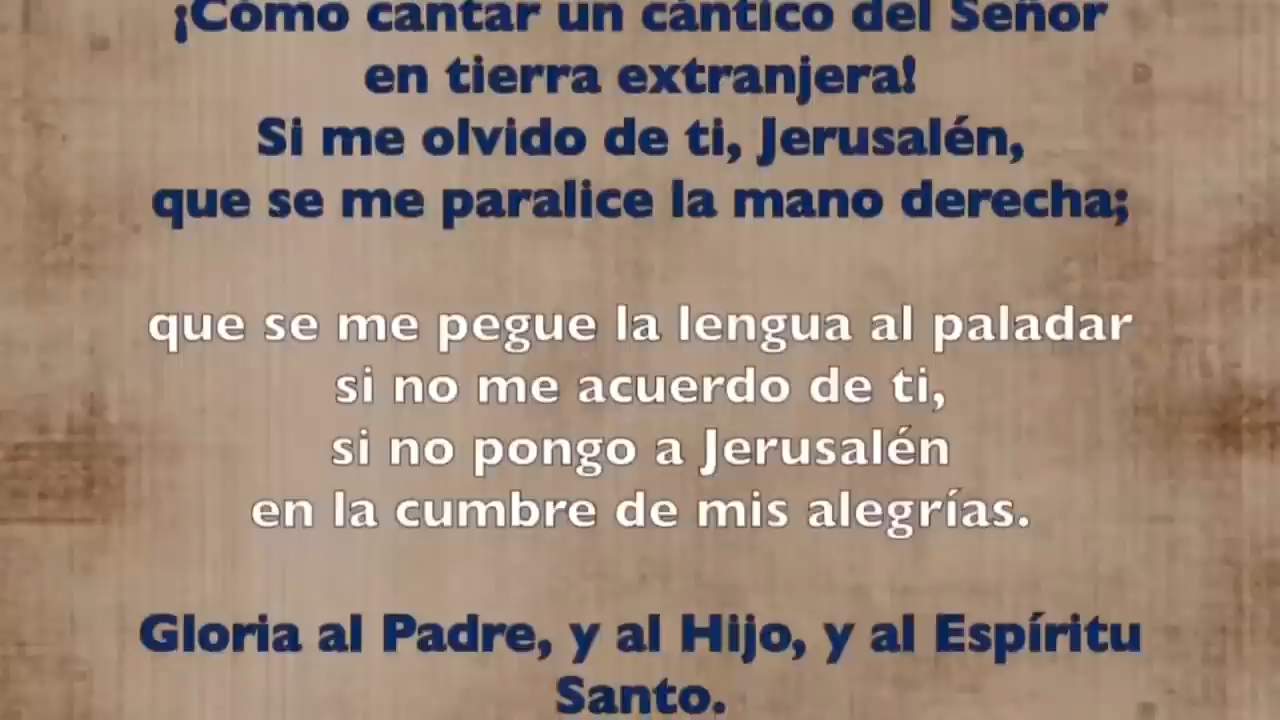 ¡Cómo cantar un cántico del Señor
en tierra extranjera!
Si me olvido de ti, Jerusalén,
que se me paralice la mano derecha;
que se me pegue la lengua al paladar
si no me acuerdo de ti,
si no pongo a Jerusalén
en la cumbre de mis alegrías.
Gloria al Padre, y al Hijo, y al Espíritu
Santo.